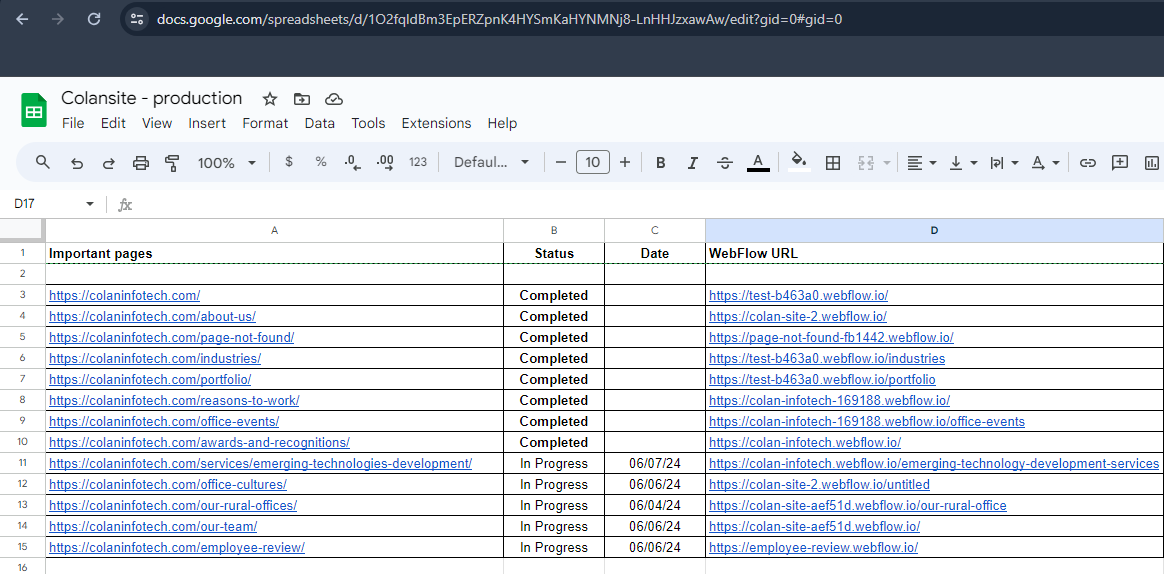 docs.google.com/spreadsheets/d/1O2fqIdBm3EpERZpnK4HYSmKaHYNMNj8-LnHHJzxawAw/edit?gid=0#gid=0
Colansite - production
File Edit View Insert Format Data Tools Extensions Help
100% $ % .0 .00 123 Defaul... 10 B I S A
D17 fx
A B C D
1 Important pages Status Date WebFlow URL
2
3 https://colaninfotech.com/ Completed https://test-b463a0.webflow.io/
4 https://colaninfotech.com/about-us/ Completed https://colan-site-2.webflow.io/
5 https://colaninfotech.com/page-not-found/ Completed https://page-not-found-fb1442.webflow.io/
6 https://colaninfotech.com/industries/ Completed https://test-b463a0.webflow.io/industries
7 https://colaninfotech.com/portfolio/ Completed https://test-b463a0.webflow.io/portfolio
8 https://colaninfotech.com/reasons-to-work/ Completed https://colan-infotech-169188.webflow.io/
9 https://colaninfotech.com/office-events/ Completed https://colan-infotech-169188.webflow.io/office-events
10 https://colaninfotech.com/awards-and-recognitions/ Completed https://colan-infotech.webflow.io/
11 https://colaninfotech.com/services/emerging-technologies-development/ In Progress 06/07/24 https://colan-infotech.webflow.io/emerging-technology-development-services
12 https://colaninfotech.com/office-cultures/ In Progress 06/06/24 https://colan-site-2.webflow.io/untitled
13 https://colaninfotech.com/our-rural-offices/ In Progress 06/04/24 https://colan-site-aef51d.webflow.io/our-rural-office
14 https://colaninfotech.com/our-team/ In Progress 06/06/24 https://colan-site-aef51d.webflow.io/
15 https://colaninfotech.com/employee-review/ In Progress 06/06/24 https://employee-review.webflow.io/
16